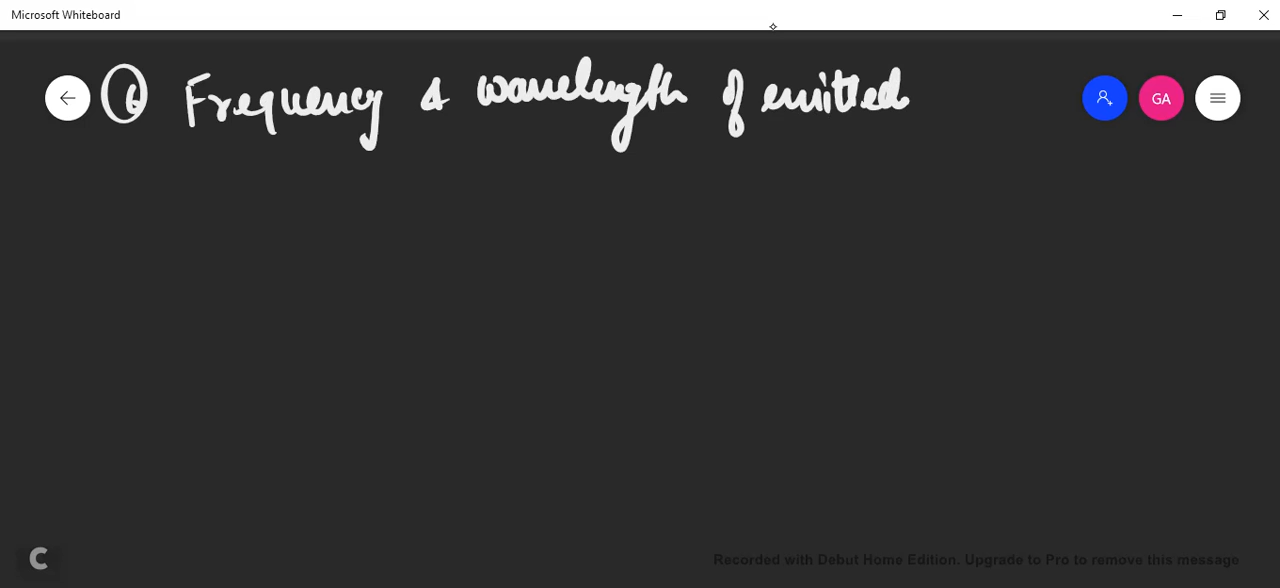 Microsoft Whiteboard
⑥ Frequency & wavelength of emitted
GA
C
Recorded with Debut Home Edition. Upgrade to Pro to remove this message